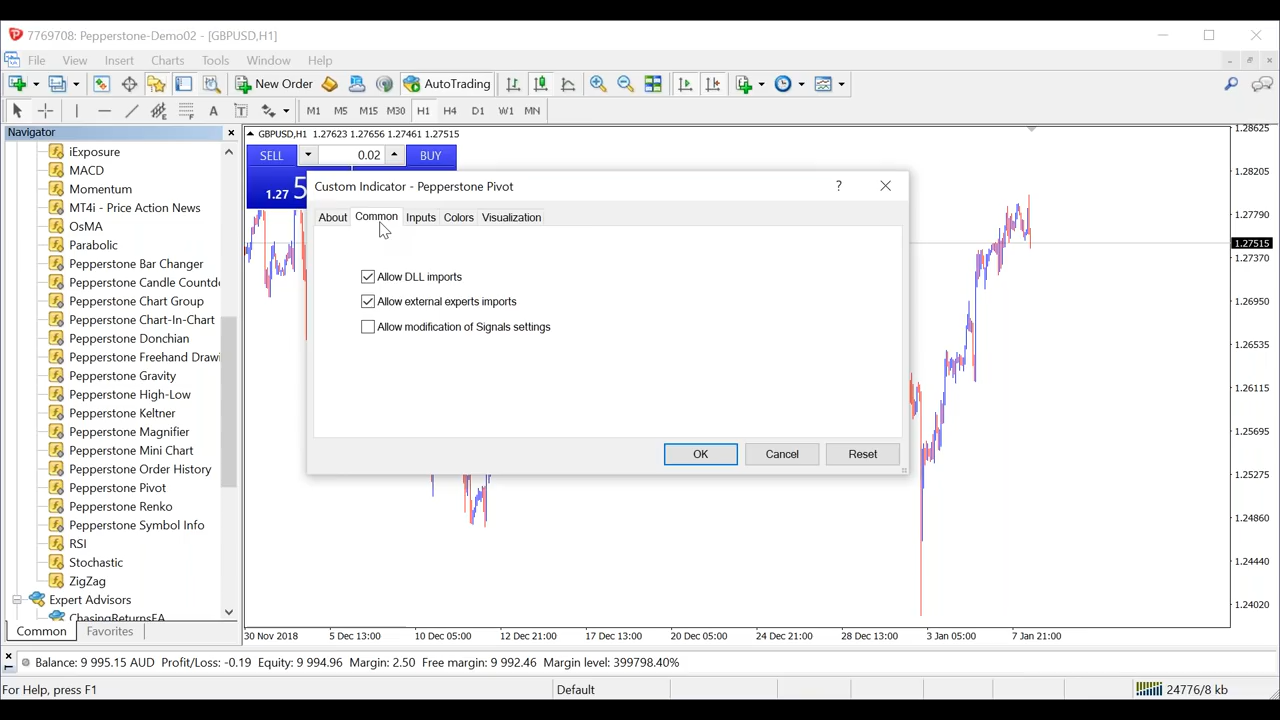 7769708: Pepperstone-Demo02 - [GBPUSD,H1]
File View Insert Charts Tools Window Help
New Order AutoTrading
A T M1 M5 M15 M30 H1 H4 D1 W1 MN
Navigator
iExposure
MACD
Momentum
MT4i - Price Action News
OsMA
Parabolic
Pepperstone Bar Changer
Pepperstone Candle Countd
Pepperstone Chart Group
Pepperstone Chart-In-Chart
Pepperstone Donchian
Pepperstone Freehand Drawi
Pepperstone Gravity
Pepperstone High-Low
Pepperstone Keltner
Pepperstone Magnifier
Pepperstone Mini Chart
Pepperstone Order History
Pepperstone Pivot
Pepperstone Renko
Pepperstone Symbol Info
RSI
Stochastic
ZigZag
Expert Advisors
ChasingReturnsEA
Common Favorites
GBPUSD,H1 1.27623 1.27656 1.27461 1.27515
SELL 0.02 BUY
1.27 5
Custom Indicator - Pepperstone Pivot ?
About Common Inputs Colors Visualization
Allow DLL imports
Allow external experts imports
Allow modification of Signals settings
OK Cancel Reset
1.28625
1.28205
1.27790
1.27515
1.27370
1.26950
1.26535
1.26115
1.25695
1.25275
1.24860
1.24440
1.24020
30 Nov 2018 5 Dec 13:00 10 Dec 05:00 12 Dec 21:00 17 Dec 13:00 20 Dec 05:00 24 Dec 21:00 28 Dec 13:00 3 Jan 05:00 7 Jan 21:00
Balance: 9 995.15 AUD Profit/Loss: -0.19 Equity: 9 994.96 Margin: 2.50 Free margin: 9 992.46 Margin level: 399798.40%
For Help, press F1 Default 24776/8 kb